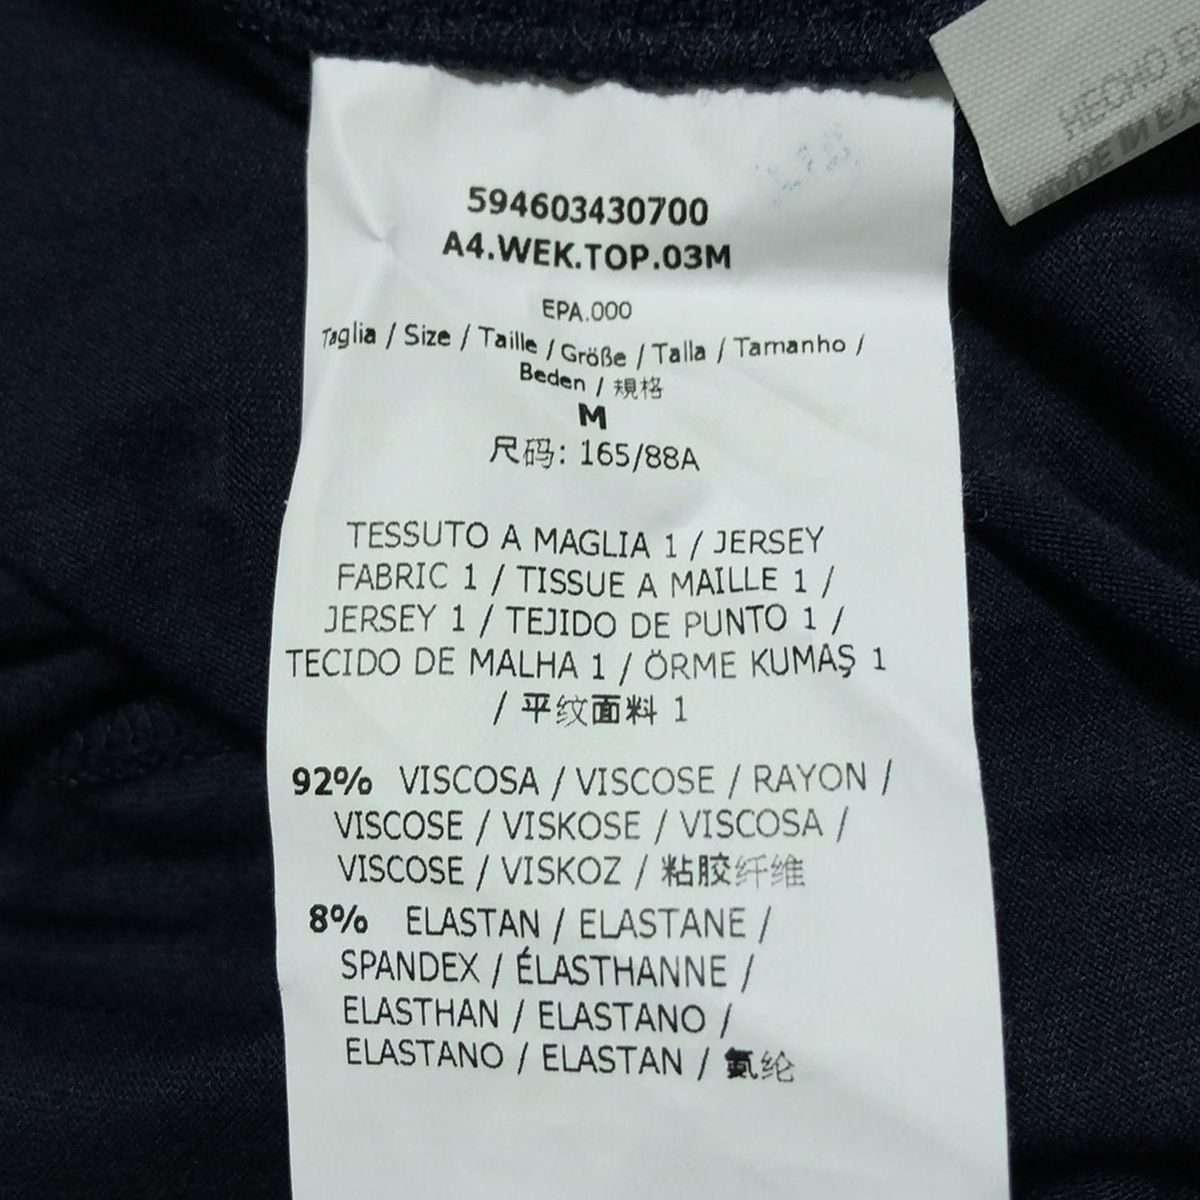 HECHO
594603430700
A4.WEK.TOP.03M
EPA.000
Taglia / Size / Taille / Größe / Talla / Tamanho /
Beden / 規格
M
尺码: 165/88A
TESSUTO A MAGLIA 1 / JERSEY
FABRIC 1 / TISSUE A MAILLE 1 /
JERSEY 1 / TEJIDO DE PUNTO 1 /
TECIDO DE MALHA 1 / ÖRME KUMAŞ 1
/ 平纹面料 1
92% VISCOSA / VISCOSE / RAYON /
VISCOSE / VISKOSE / VISCOSA /
VISCOSE / VISKOZ / 粘胶纤维
8% ELASTAN / ELASTANE /
SPANDEX / ÉLASTHANNE /
ELASTHAN / ELASTANO /
ELASTANO / ELASTAN / 氨纶